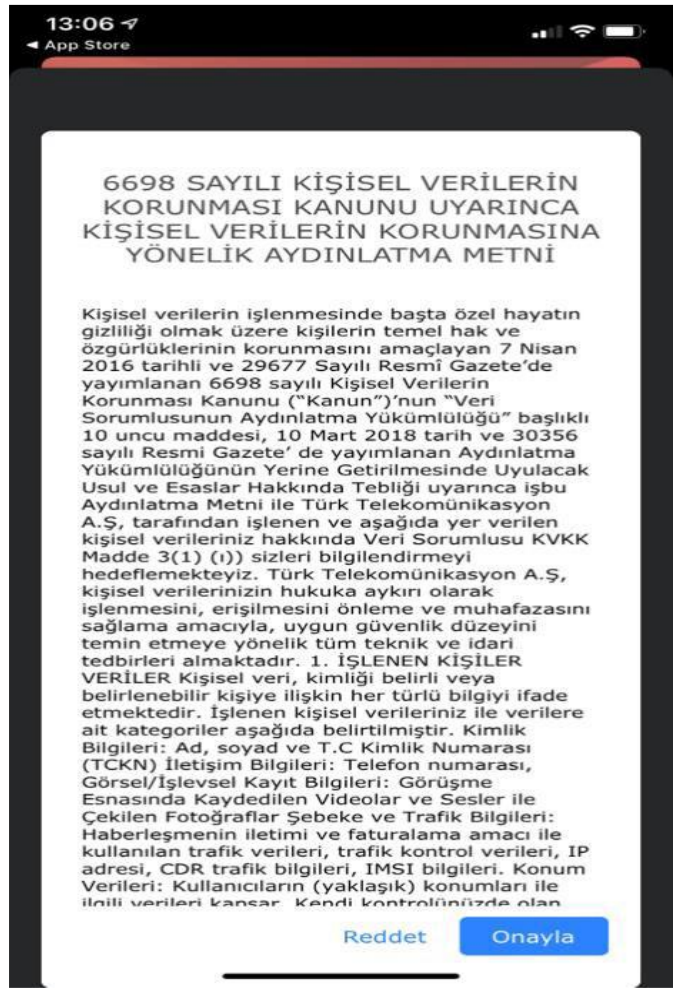 13:06
App Store
6698 SAYILI KİŞİSEL VERİLERİN
KORUNMASI KANUNU UYARINCA
KİŞİSEL VERİLERİN KORUNMASINA
YÖNELİK AYDINLATMA METNİ
Kişisel verilerin işlenmesinde başta özel hayatın
gizliliği olmak üzere kişilerin temel hak ve
özgürlüklerinin korunmasını amaçlayan 7 Nisan
2016 tarihli ve 29677 Sayılı Resmî Gazete’de
yayımlanan 6698 sayılı Kişisel Verilerin
Korunması Kanunu (“Kanun”)’nun “Veri
Sorumlusunun Aydınlatma Yükümlülüğü” başlıklı
10 uncu maddesi, 10 Mart 2018 tarih ve 30356
sayılı Resmi Gazete’ de yayımlanan Aydınlatma
Yükümlülüğünün Yerine Getirilmesinde Uyulacak
Usul ve Esaslar Hakkında Tebliği uyarınca işbu
Aydınlatma Metni ile Türk Telekomünikasyon
A.Ş, tarafından işlenen ve aşağıda yer verilen
kişisel verileriniz hakkında Veri Sorumlusu KVKK
Madde 3(1) (ı)) sizleri bilgilendirmeyi
hedeflemekteyiz. Türk Telekomünikasyon A.Ş,
kişisel verilerinizin hukuka aykırı olarak
işlenmesini, erişilmesini önleme ve muhafazasını
sağlama amacıyla, uygun güvenlik düzeyini
temin etmeye yönelik tüm teknik ve idari
tedbirleri almaktadır. 1. İŞLENEN KİŞİLER
VERİLER Kişisel veri, kimliği belirli veya
belirlenebilir kişiye ilişkin her türlü bilgiyi ifade
etmektedir. İşlenen kişisel verileriniz ile verilere
ait kategoriler aşağıda belirtilmiştir. Kimlik
Bilgileri: Ad, soyad ve T.C Kimlik Numarası
(TCKN) İletişim Bilgileri: Telefon numarası,
Görsel/İşlevsel Kayıt Bilgileri: Görüşme
Esnasında Kaydedilen Videolar ve Sesler ile
Çekilen Fotoğraflar Şebeke ve Trafik Bilgileri:
Haberleşmenin iletimi ve faturalama amacı ile
kullanılan trafik verileri, trafik kontrol verileri, IP
adresi, CDR trafik bilgileri, IMSI bilgileri. Konum
Verileri: Kullanıcıların (yaklaşık) konumları ile
ilgili verileri kapsar. Kendi kontrolünüzde olan
Reddet
Onayla